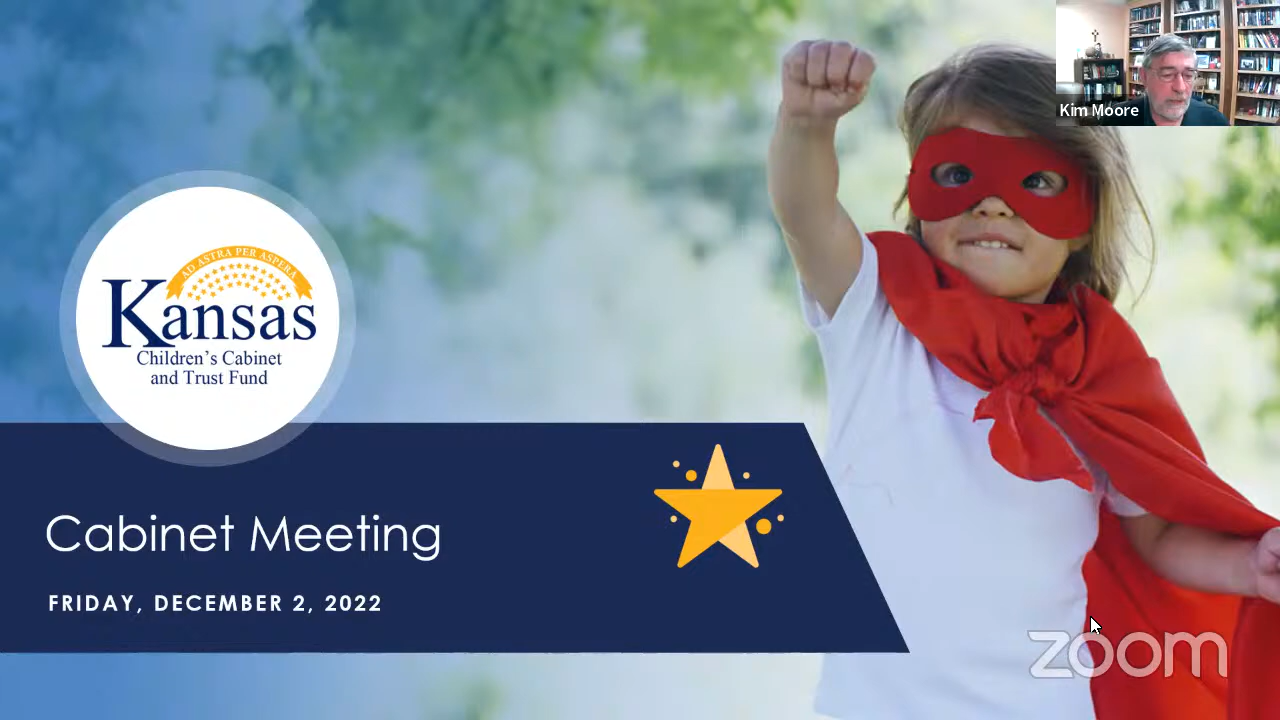 Kim Moore
AD ASTRA PER ASPERA
Kansas
Children's Cabinet
and Trust Fund
Cabinet Meeting
FRIDAY, DECEMBER 2, 2022
zoom